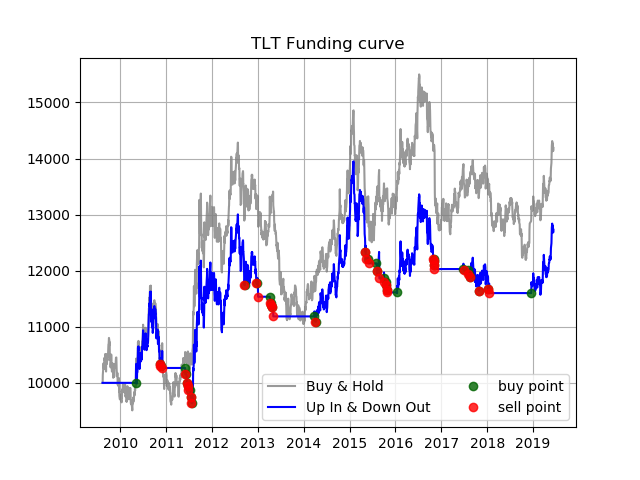 TLT Funding curve
15000
14000
13000
12000
11000
10000
2010 2011 2012 2013 2014 2015 2016 2017 2018 2019
Buy & Hold
Up In & Down Out
buy point
sell point